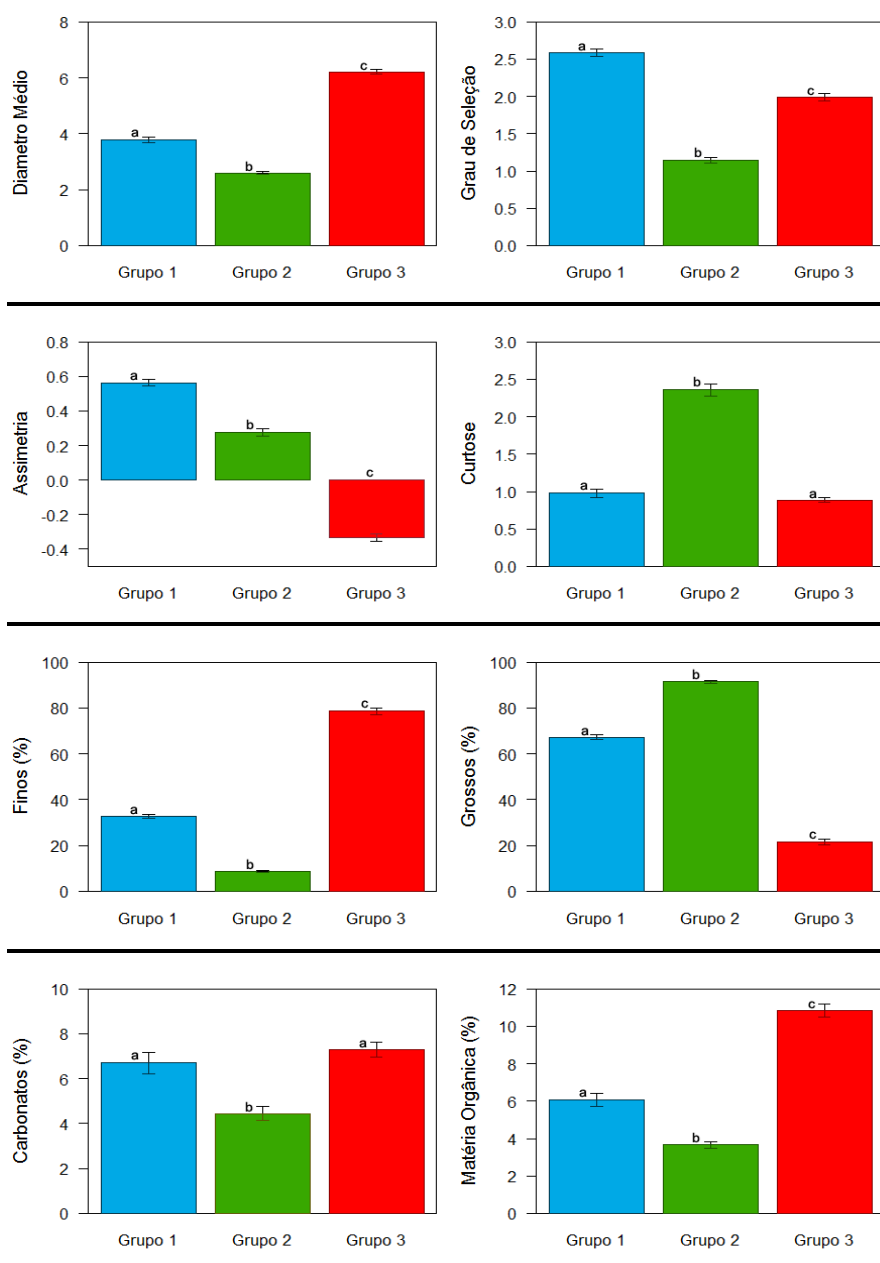 Diametro Médio
8
6
4
2
0
a
b
c
Grupo 1 Grupo 2 Grupo 3
Grau de Seleção
3.0
2.5
2.0
1.5
1.0
0.5
0.0
a
b
c
Grupo 1 Grupo 2 Grupo 3
Assimetria
0.8
0.6
0.4
0.2
0.0
-0.2
-0.4
a
b
c
Grupo 1 Grupo 2 Grupo 3
Curtose
3.0
2.5
2.0
1.5
1.0
0.5
0.0
a
b
a
Grupo 1 Grupo 2 Grupo 3
Finos (%)
100
80
60
40
20
0
a
b
c
Grupo 1 Grupo 2 Grupo 3
Grossos (%)
100
80
60
40
20
0
a
b
c
Grupo 1 Grupo 2 Grupo 3
Carbonatos (%)
10
8
6
4
2
0
a
b
a
Grupo 1 Grupo 2 Grupo 3
Matéria Orgânica (%)
12
10
8
6
4
2
0
a
b
c
Grupo 1 Grupo 2 Grupo 3